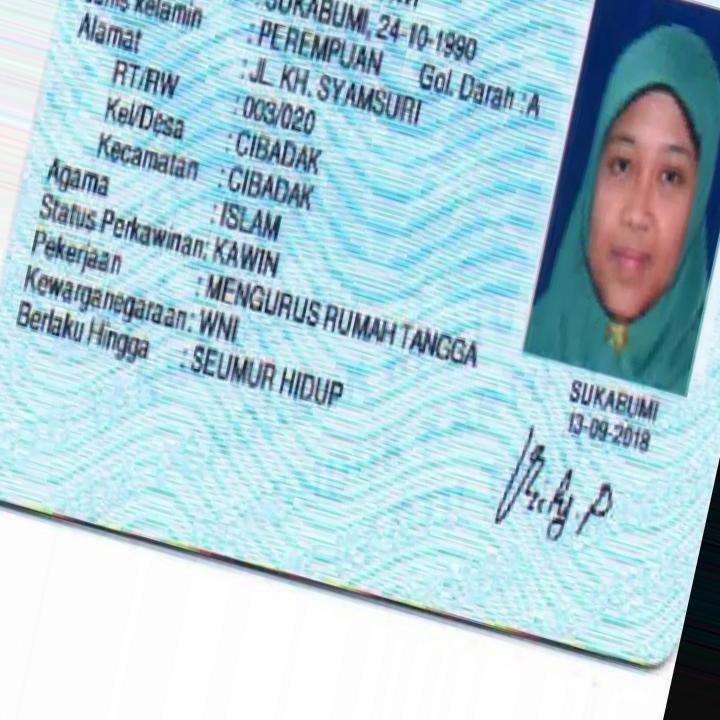 kelamin : SUKABUMI, 24-10-1990
: PEREMPUAN Gol. Darah :A
Alamat : JL. KH. SYAMSURI
RT/RW : 003/020
Kel/Desa : CIBADAK
Kecamatan : CIBADAK
Agama : ISLAM
Status Perkawinan: KAWIN
Pekerjaan : MENGURUS RUMAH TANGGA
Kewarganegaraan: WNI
Berlaku Hingga : SEUMUR HIDUP
SUKABUMI
13-09-2018